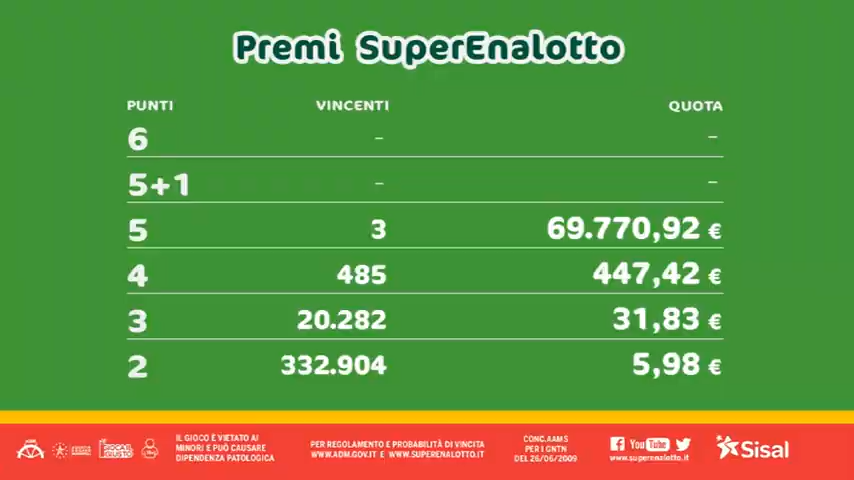 Premi SuperEnalotto
PUNTI VINCENTI QUOTA
6 – –
5+1 – –
5 3 69.770,92 €
4 485 447,42 €
3 20.282 31,83 €
2 332.904 5,98 €
IL GIOCO È VIETATO AI
MINORI E PUÒ CAUSARE
DIPENDENZA PATOLOGICA
PER REGOLAMENTO E PROBABILITÀ DI VINCITA
WWW.ADM.GOV.IT E WWW.SUPERENALOTTO.IT
CONC.AAMS
PER I GNTN
DEL 26/06/2009
f You Tube
www.superenalotto.it
Sisal